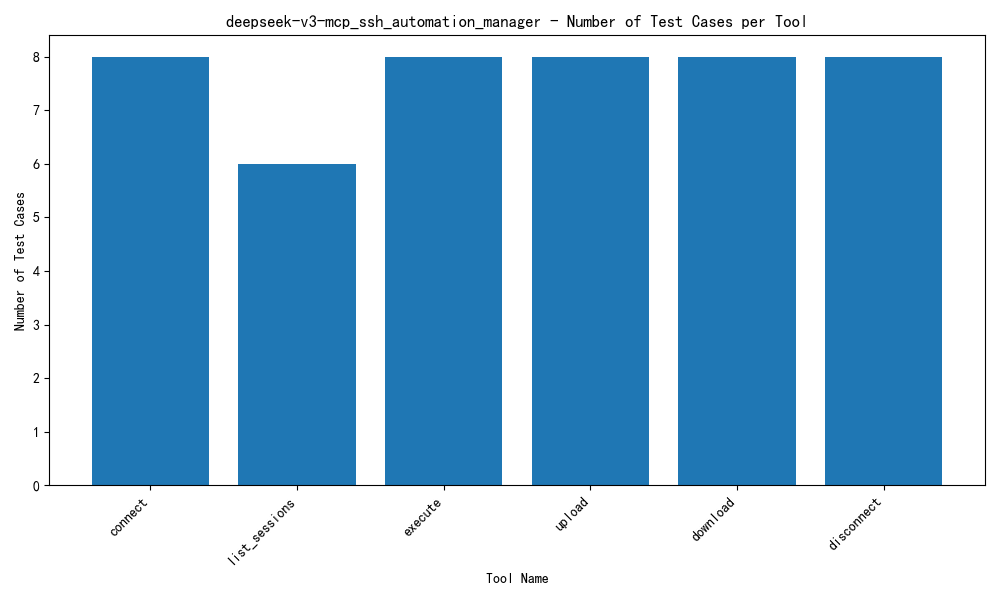 deepseek-v3-mcp_ssh_automation_manager - Number of Test Cases per Tool
Number of Test Cases
8
7
6
5
4
3
2
1
0
connect
list_sessions
execute
upload
download
disconnect
Tool Name